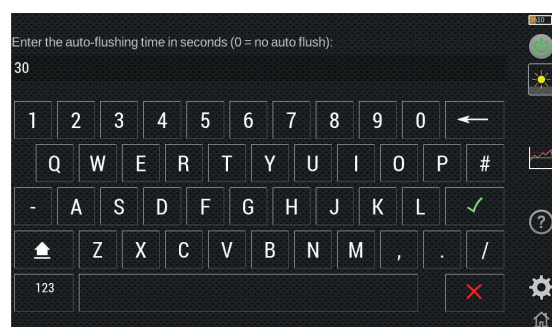 Enter the auto-flushing time in seconds (0 = no auto flush):
30
1 2 3 4 5 6 7 8 9 0
Q W E R T Y U I O P #
- A S D F G H J K L
Z X C V B N M , . /
123
?